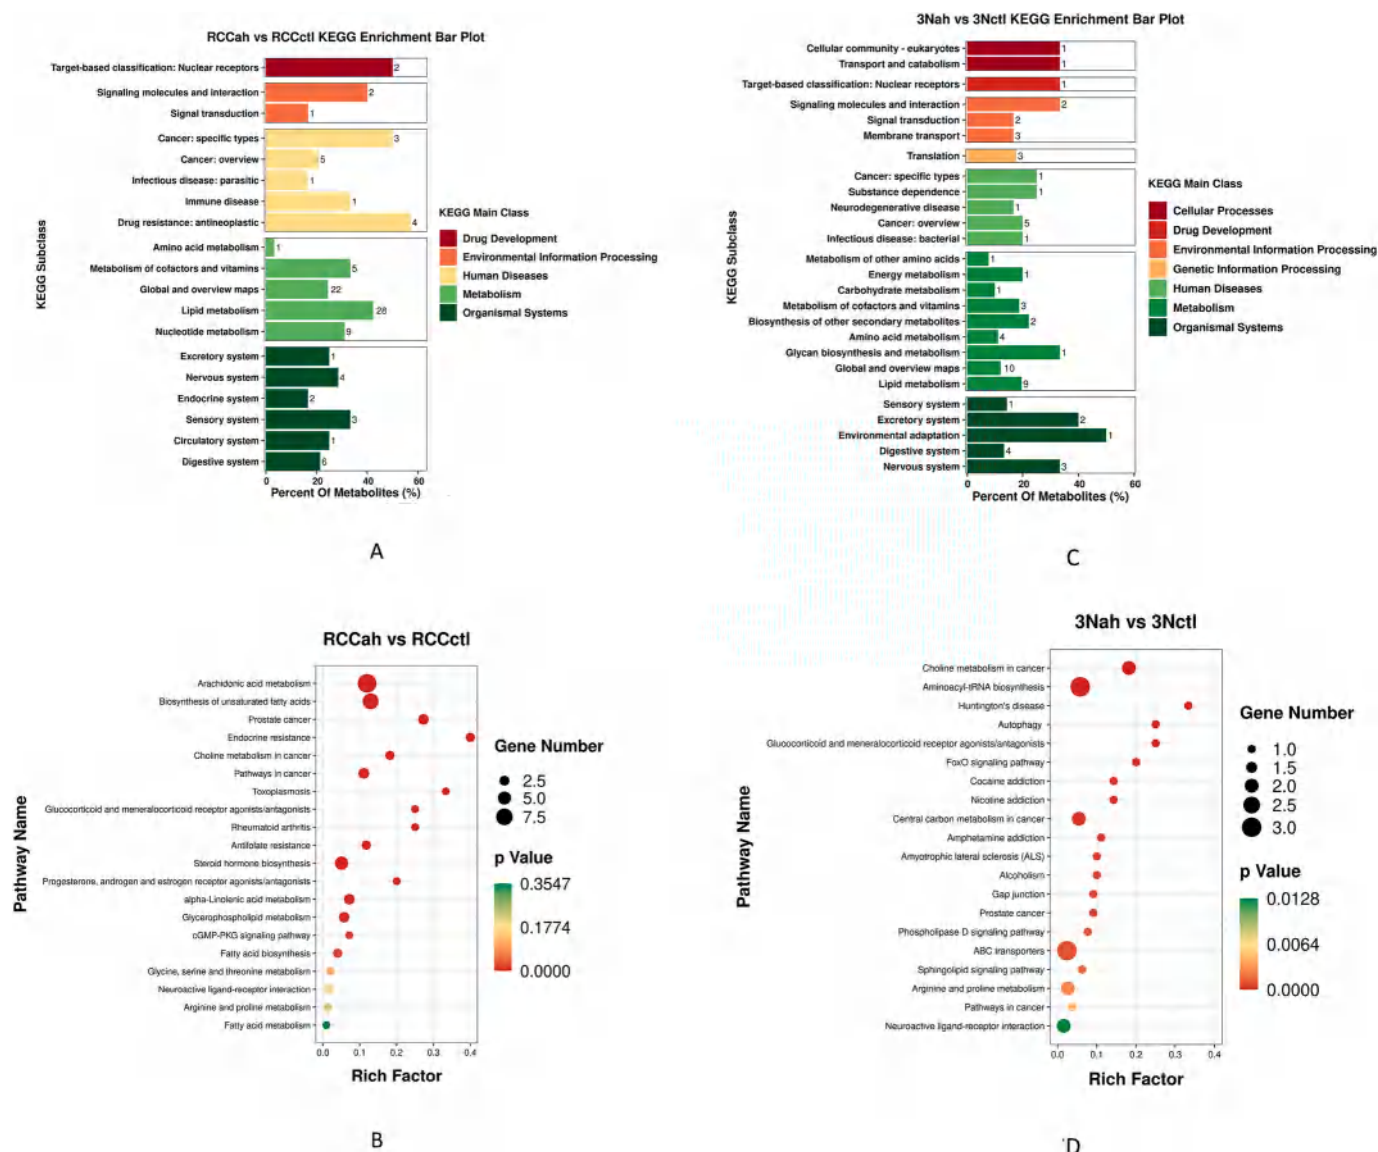 RCCah vs RCCctl KEGG Enrichment Bar Plot
Target-based classification: Nuclear receptors
2
Signaling molecules and interaction
2
Signal transduction
1
Cancer: specific types
3
Cancer: overview
5
Infectious disease: parasitic
1
Immune disease
1
Drug resistance: antineoplastic
4
Amino acid metabolism
1
Metabolism of cofactors and vitamins
5
Global and overview maps
22
Lipid metabolism
28
Nucleotide metabolism
9
Excretory system
1
Nervous system
4
Endocrine system
2
Sensory system
3
Circulatory system
1
Digestive system
6
0 20 40 60
Percent Of Metabolites (%)
KEGG Subclass
KEGG Main Class
Drug Development
Environmental Information Processing
Human Diseases
Metabolism
Organismal Systems
A
3Nah vs 3Nctl KEGG Enrichment Bar Plot
Cellular community - eukaryotes
1
Transport and catabolism
1
Target-based classification: Nuclear receptors
1
Signaling molecules and interaction
2
Signal transduction
2
Membrane transport
3
Translation
3
Cancer: specific types
1
Substance dependence
1
Neurodegenerative disease
1
Cancer: overview
5
Infectious disease: bacterial
1
Metabolism of other amino acids
1
Energy metabolism
1
Carbohydrate metabolism
1
Metabolism of cofactors and vitamins
3
Biosynthesis of other secondary metabolites
2
Amino acid metabolism
4
Glycan biosynthesis and metabolism
1
Global and overview maps
10
Lipid metabolism
9
Sensory system
1
Excretory system
2
Environmental adaptation
1
Digestive system
4
Nervous system
3
0 20 40 60
Percent Of Metabolites (%)
KEGG Subclass
KEGG Main Class
Cellular Processes
Drug Development
Environmental Information Processing
Genetic Information Processing
Human Diseases
Metabolism
Organismal Systems
C
RCCah vs RCCctl
Arachidonic acid metabolism
Biosynthesis of unsaturated fatty acids
Prostate cancer
Endocrine resistance
Choline metabolism in cancer
Pathways in cancer
Toxoplasmosis
Glucocorticoid and meneralocorticoid receptor agonists/antagonists
Rheumatoid arthritis
Antifolate resistance
Steroid hormone biosynthesis
Progesterone, androgen and estrogen receptor agonists/antagonists
alpha-Linolenic acid metabolism
Glycerophospholipid metabolism
cGMP-PKG signaling pathway
Fatty acid biosynthesis
Glycine, serine and threonine metabolism
Neuroactive ligand-receptor interaction
Arginine and proline metabolism
Fatty acid metabolism
0.0 0.1 0.2 0.3 0.4
Rich Factor
Pathway Name
Gene Number
2.5
5.0
7.5
p Value
0.3547
0.1774
0.0000
B
3Nah vs 3Nctl
Choline metabolism in cancer
Aminoacyl-tRNA biosynthesis
Huntington's disease
Autophagy
Glucocorticoid and meneralocorticoid receptor agonists/antagonists
FoxO signaling pathway
Cocaine addiction
Nicotine addiction
Central carbon metabolism in cancer
Amphetamine addiction
Amyotrophic lateral sclerosis (ALS)
Alcoholism
Gap junction
Prostate cancer
Phospholipase D signaling pathway
ABC transporters
Sphingolipid signaling pathway
Arginine and proline metabolism
Pathways in cancer
Neuroactive ligand-receptor interaction
0.0 0.1 0.2 0.3 0.4
Rich Factor
Pathway Name
Gene Number
1.0
1.5
2.0
2.5
3.0
p Value
0.0128
0.0064
0.0000
D